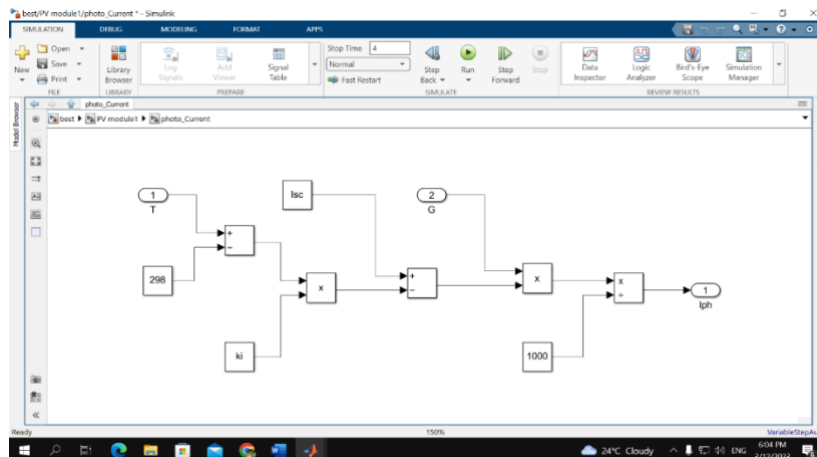 best/PV module1/photo_Current * - Simulink
SIMULATION DEBUG MODELING FORMAT APPS
New
Open
Save
Print
FILE
Library Browser
LIBRARY
Log Signals
Add Viewer
Signal Table
PREPARE
Stop Time 4
Normal
Fast Restart
Step Back
Run
Step Forward
Stop
SIMULATE
Data Inspector
Logic Analyzer
Bird's-Eye Scope
Simulation Manager
REVIEW RESULTS
Model Browser
photo_Current
best PV module1 photo_Current
1
T
Isc
2
G
+
−
298
x
+
−
x
x
÷
1
Iph
ki
1000
Ready 150% VariableStepAu
24°C Cloudy ENG 6:04 PM